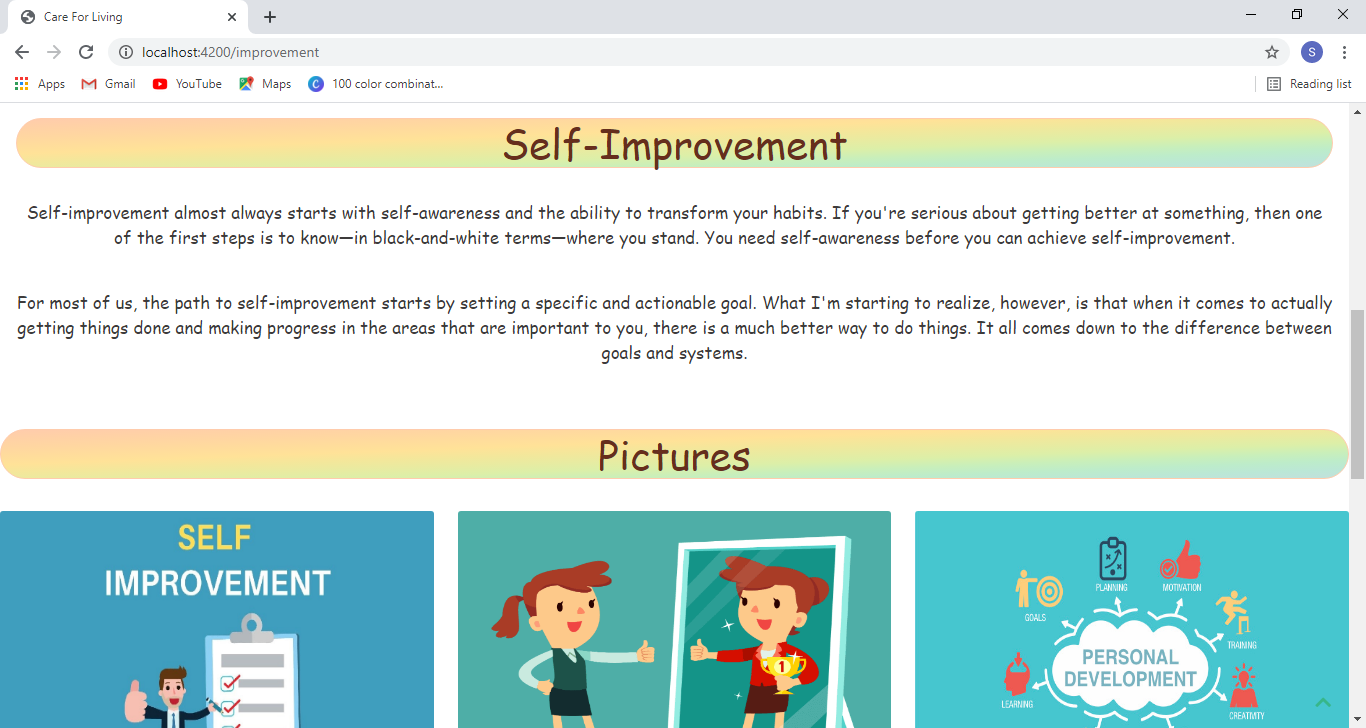 Care For Living
localhost:4200/improvement
S
Apps Gmail YouTube Maps C 100 color combinat... Reading list
Self-Improvement
Self-improvement almost always starts with self-awareness and the ability to transform your habits. If you're serious about getting better at something, then one
of the first steps is to know—in black-and-white terms—where you stand. You need self-awareness before you can achieve self-improvement.
For most of us, the path to self-improvement starts by setting a specific and actionable goal. What I'm starting to realize, however, is that when it comes to actually
getting things done and making progress in the areas that are important to you, there is a much better way to do things. It all comes down to the difference between
goals and systems.
Pictures
SELF
IMPROVEMENT
1
PLANNING
MOTIVATION
GOALS
TRAINING
PERSONAL
DEVELOPMENT
LEARNING
CREATIVITY